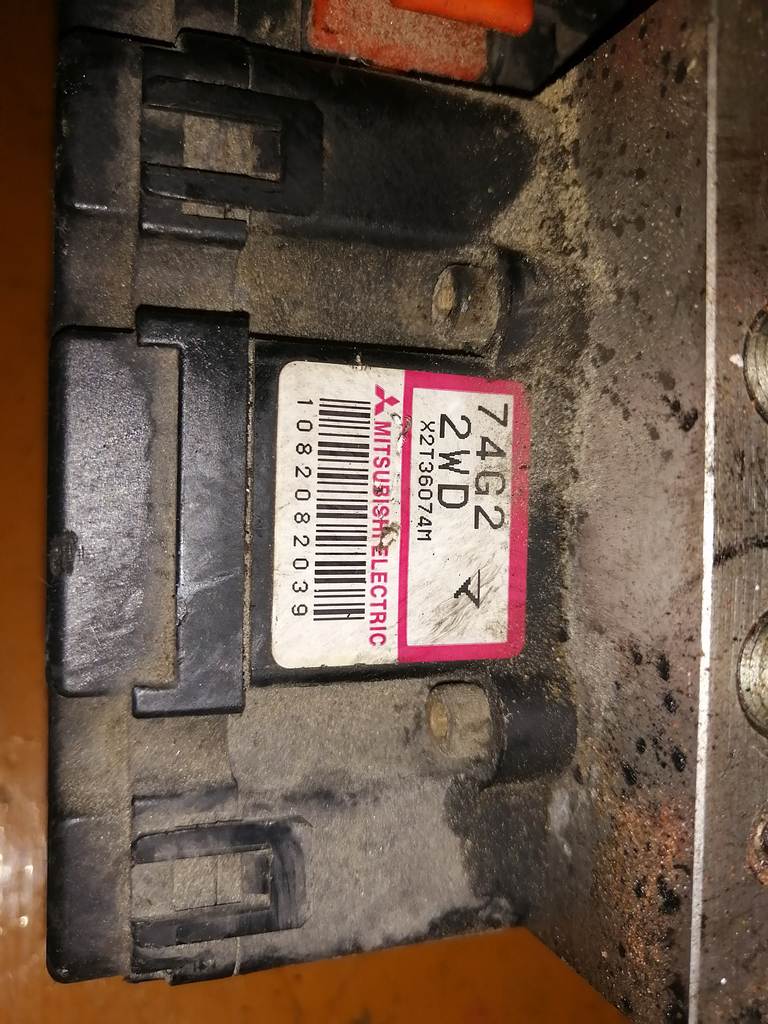 74G2
2WD
X2T36074M
MITSUBISHI ELECTRIC
1082082039